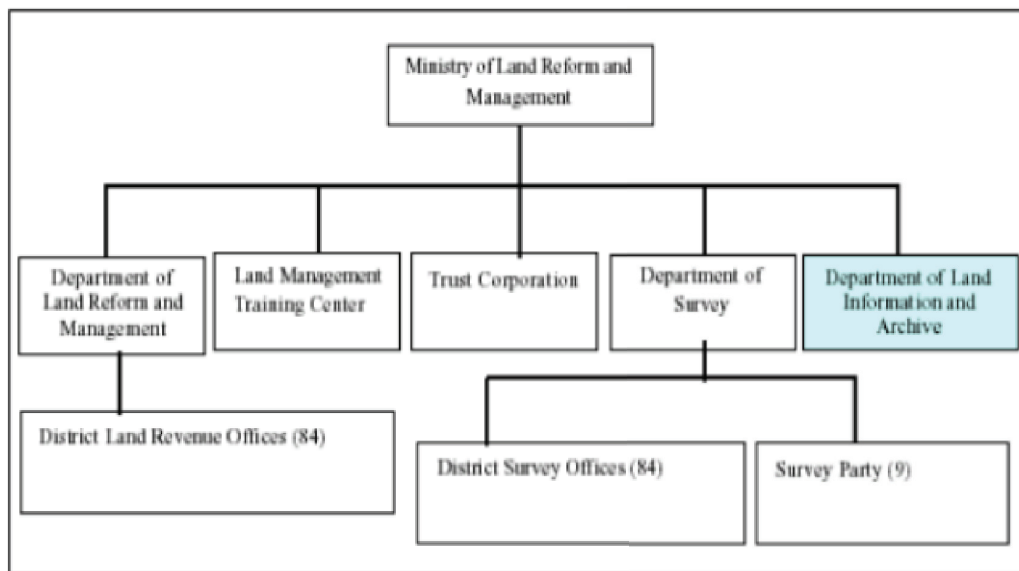 Ministry of Land Reform and
Management
Department of
Land Reform and
Management
Land Management
Training Center
Trust Corporation
Department of
Survey
Department of Land
Information and
Archive
District Land Revenue Offices (84)
District Survey Offices (84)
Survey Party (9)